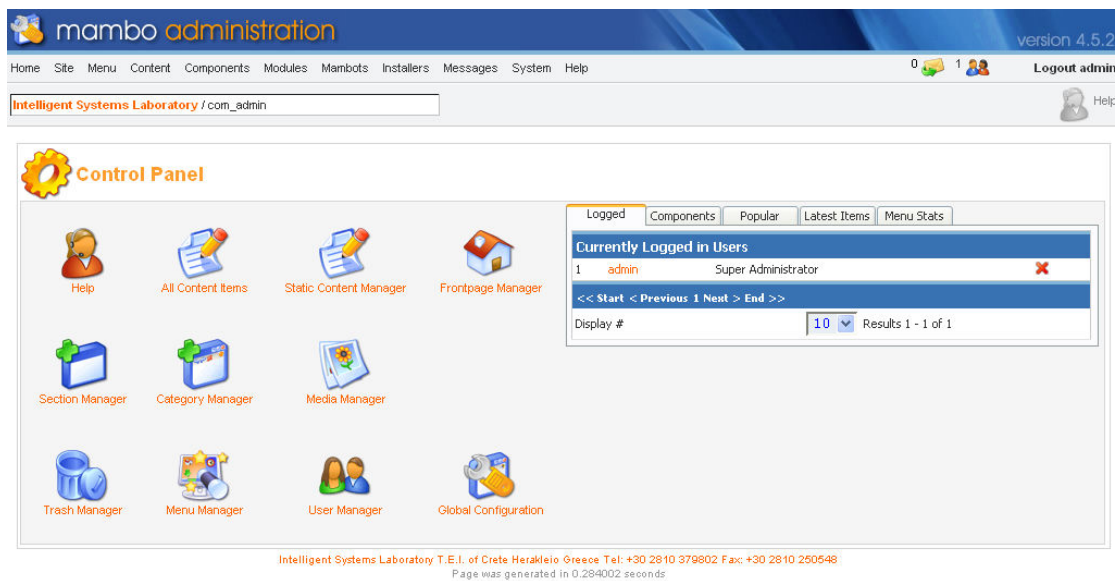 mambo administration
version 4.5.2
Home Site Menu Content Components Modules Mambots Installers Messages System Help
0 1 Logout admin
Intelligent Systems Laboratory / com_admin
Help
Control Panel
Logged Components Popular Latest Items Menu Stats
Currently Logged in Users
1 admin Super Administrator
<< Start < Previous 1 Next > End >>
Display # 10 Results 1 - 1 of 1
Help All Content Items Static Content Manager Frontpage Manager
Section Manager Category Manager Media Manager
Trash Manager Menu Manager User Manager Global Configuration
Intelligent Systems Laboratory T.E.I. of Crete Herakleio Greece Tel: +30 2810 379802 Fax: +30 2810 250548
Page was generated in 0.284002 seconds